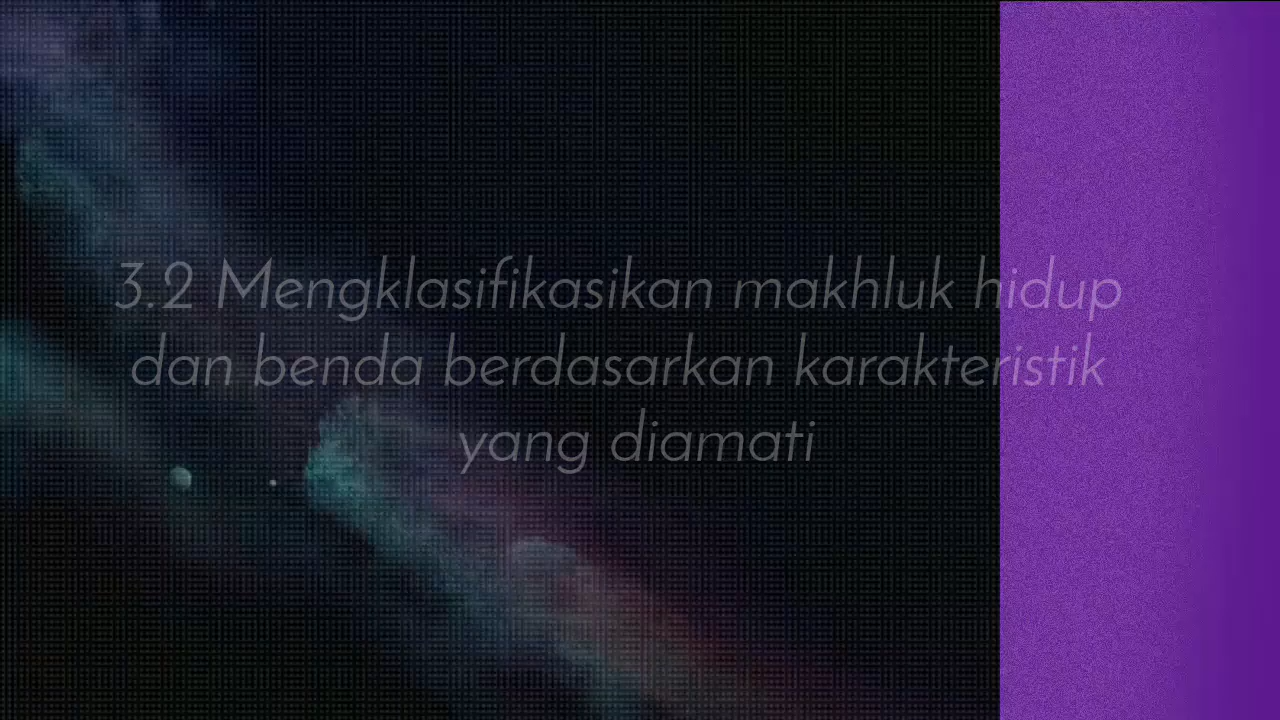 3.2 Mengklasifikasikan makhluk hidup
dan benda berdasarkan karakteristik
yang diamati